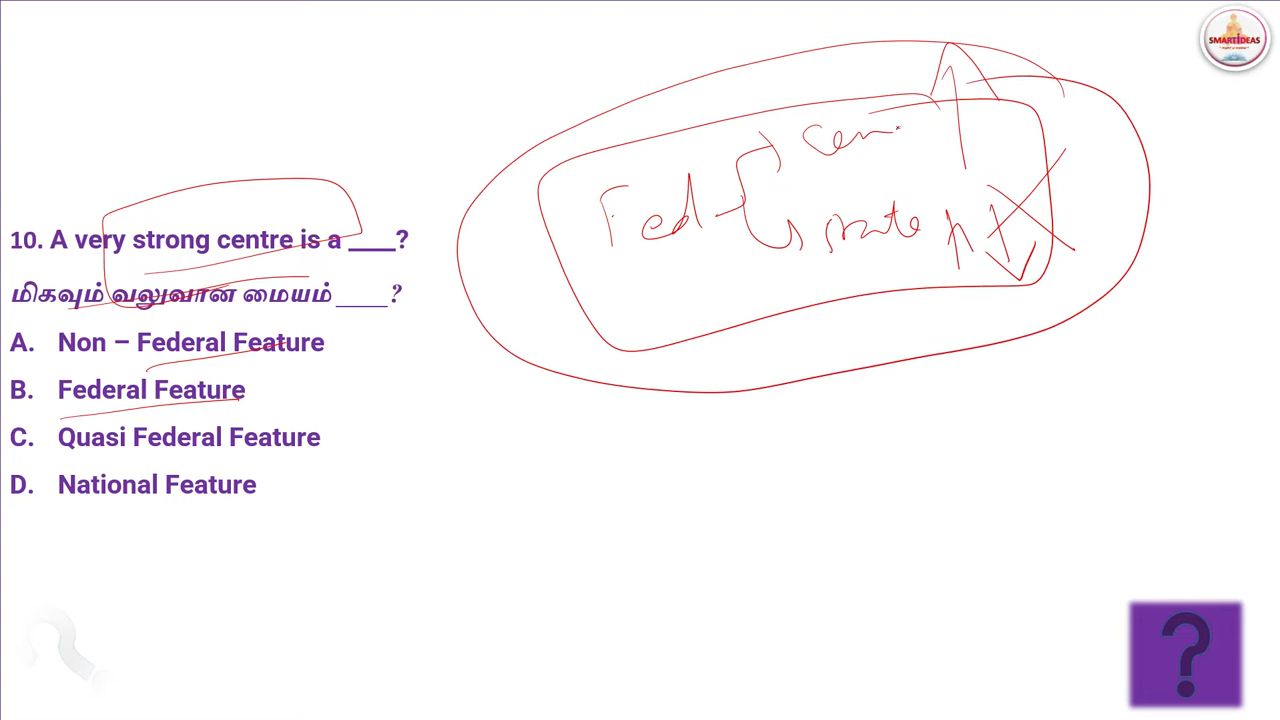 SMARTIDEAS
Cen
Fed
state
10. A very strong centre is a ____?
மிகவும் வலுவான மையம் ____?
A. Non – Federal Feature
B. Federal Feature
C. Quasi Federal Feature
D. National Feature
?